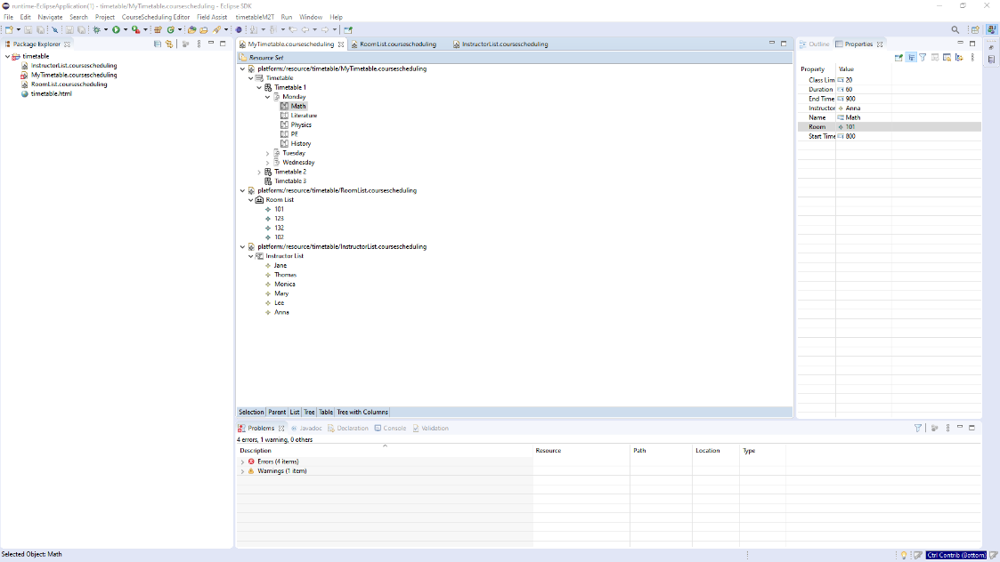 runtime-EclipseApplication(1) - timetable/MyTimetable.coursescheduling - Eclipse SDK
File Edit Navigate Search Project CourseScheduling Editor Field Assist timetableM2T Run Window Help
Package Explorer
timetable
InstructorList.coursescheduling
MyTimetable.coursescheduling
RoomList.coursescheduling
timetable.html
MyTimetable.coursescheduling RoomList.coursescheduling InstructorList.coursescheduling
Resource Set
platform:/resource/timetable/MyTimetable.coursescheduling
Timetable
Timetable 1
Monday
Math
Literature
Physics
PE
History
Tuesday
Wednesday
Timetable 2
Timetable 3
platform:/resource/timetable/RoomList.coursescheduling
Room List
101
123
132
102
platform:/resource/timetable/InstructorList.coursescheduling
Instructor List
Jane
Thomas
Monica
Mary
Lee
Anna
Selection Parent List Tree Table Tree with Columns
Outline Properties
Property Value
Class Lim 20
Duration 60
End Time 900
Instructor Anna
Name Math
Room 101
Start Time 800
Problems Javadoc Declaration Console Validation
4 errors, 1 warning, 0 others
Description Resource Path Location Type
Errors (4 items)
Warnings (1 item)
Selected Object: Math
Ctrl Contrib (Bottom)